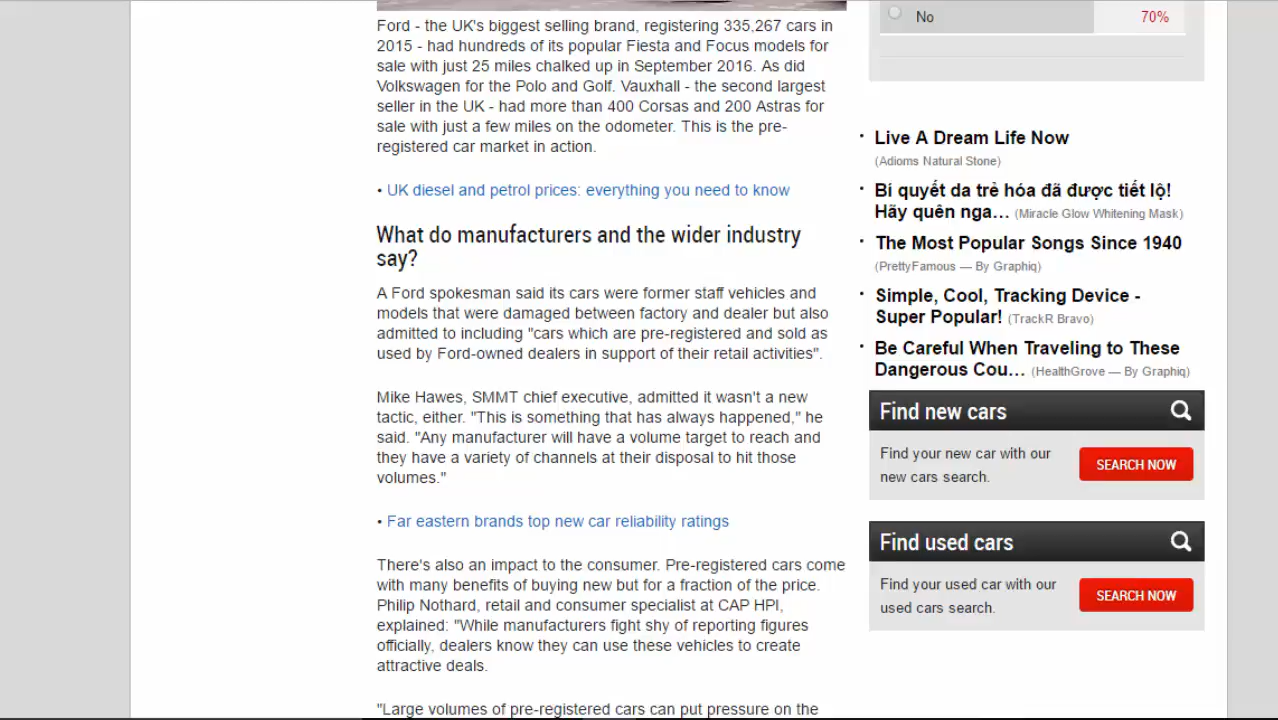 Ford - the UK's biggest selling brand, registering 335,267 cars in
2015 - had hundreds of its popular Fiesta and Focus models for
sale with just 25 miles chalked up in September 2016. As did
Volkswagen for the Polo and Golf. Vauxhall - the second largest
seller in the UK - had more than 400 Corsas and 200 Astras for
sale with just a few miles on the odometer. This is the pre-
registered car market in action.
• UK diesel and petrol prices: everything you need to know
What do manufacturers and the wider industry
say?
A Ford spokesman said its cars were former staff vehicles and
models that were damaged between factory and dealer but also
admitted to including "cars which are pre-registered and sold as
used by Ford-owned dealers in support of their retail activities".
Mike Hawes, SMMT chief executive, admitted it wasn't a new
tactic, either. "This is something that has always happened," he
said. "Any manufacturer will have a volume target to reach and
they have a variety of channels at their disposal to hit those
volumes."
• Far eastern brands top new car reliability ratings
There's also an impact to the consumer. Pre-registered cars come
with many benefits of buying new but for a fraction of the price.
Philip Nothard, retail and consumer specialist at CAP HPI,
explained: "While manufacturers fight shy of reporting figures
officially, dealers know they can use these vehicles to create
attractive deals.
"Large volumes of pre-registered cars can put pressure on the
No 70%
• Live A Dream Life Now
(Adioms Natural Stone)
• Bí quyết da trẻ hóa đã được tiết lộ!
Hãy quên nga… (Miracle Glow Whitening Mask)
• The Most Popular Songs Since 1940
(PrettyFamous — By Graphiq)
• Simple, Cool, Tracking Device -
Super Popular! (TrackR Bravo)
• Be Careful When Traveling to These
Dangerous Cou… (HealthGrove — By Graphiq)
Find new cars
Find your new car with our
new cars search.
SEARCH NOW
Find used cars
Find your used car with our
used cars search.
SEARCH NOW